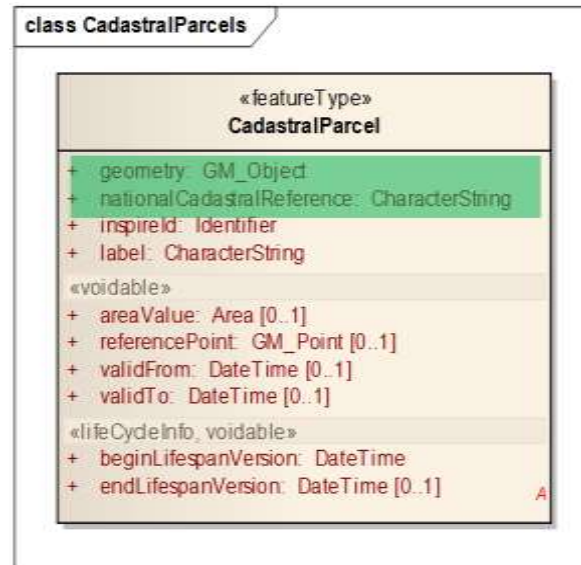 class CadastralParcels
«featureType»
CadastralParcel
+ geometry: GM_Object
+ nationalCadastralReference: CharacterString
+ inspireId: Identifier
+ label: CharacterString
«voidable»
+ areaValue: Area [0..1]
+ referencePoint: GM_Point [0..1]
+ validFrom: DateTime [0..1]
+ validTo: DateTime [0..1]
«lifeCycleInfo, voidable»
+ beginLifespanVersion: DateTime
+ endLifespanVersion: DateTime [0..1]
A